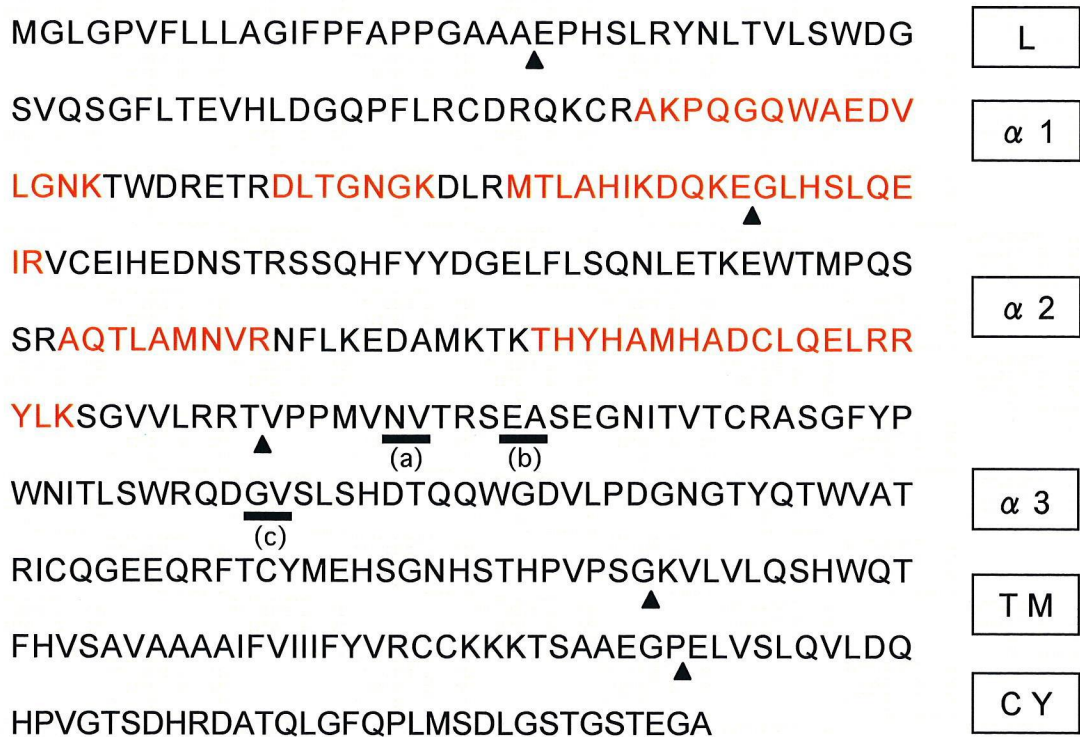 MGLGPVFLLLAGIFPFAPPGAAAEPHSLRYNLTVLSWDG
L
SVQSGFLTEVHLDGQPFLRCDRQKCRAKPQGQWAEDV
α 1
LGNKTWDRETRDLTGNGKDLRMTLAHIKDQKEGLHSLQE
IRVCEIHEDNSTRSSQHFYYDGELFLSQNLETKEWTMPQS
α 2
SRAQTLAMNVRNFLKEDAMKTKTHYHAMHADCLQELRR
YLKSGVVLRRTVPPMVNVTRSEASEGNITVTCRASGFYP
(a) (b)
WNITLSWRQDGVSLSHDTQQWGDVLPDGNGTYQTWVAT
α 3
(c)
RICQGEEQRFTCYMEHSGNHSTHPVPSGKVLVLQSHWQT
TM
FHVSAVAAAAIFVIIIFYVRCCKKKTSAAEGPELVSLQVLDQ
CY
HPVGTSDHRDATQLGFQPLMSDLGSTGSTEGA